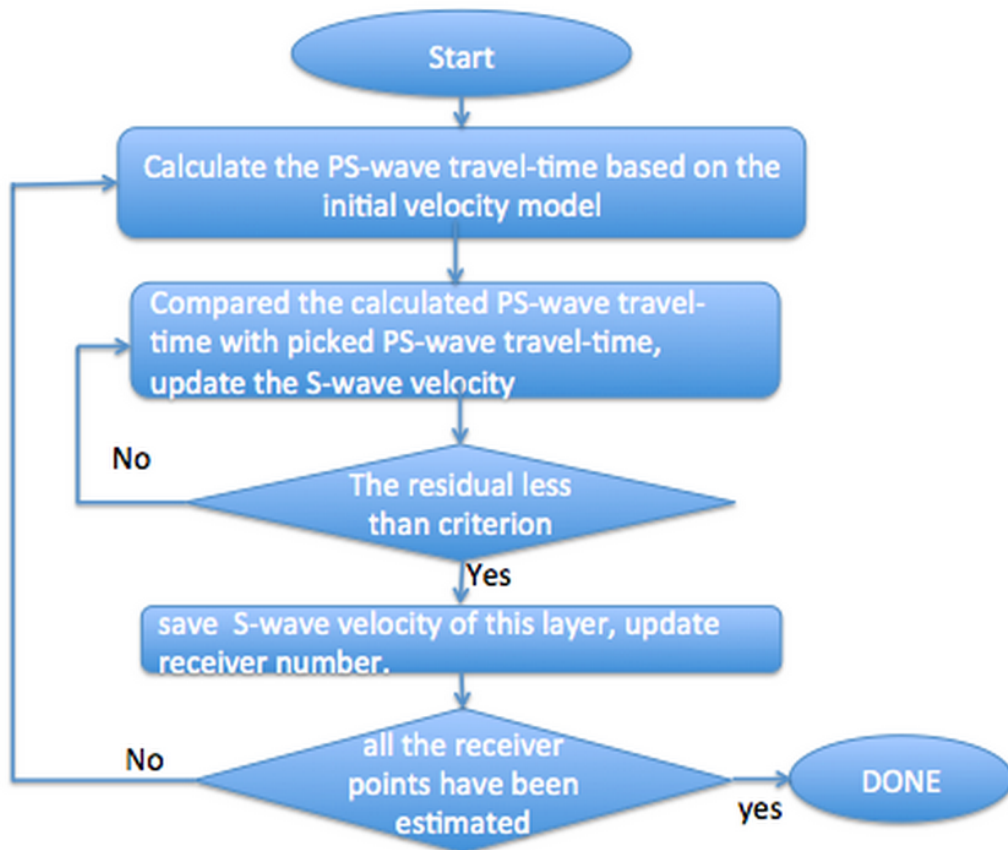 Start
Calculate the PS-wave travel-time based on the
initial velocity model
Compared the calculated PS-wave travel-
time with picked PS-wave travel-time,
update the S-wave velocity
No
The residual less
than criterion
Yes
save  S-wave velocity of this layer, update
receiver number.
No
all the receiver
points have been
estimated
yes
DONE